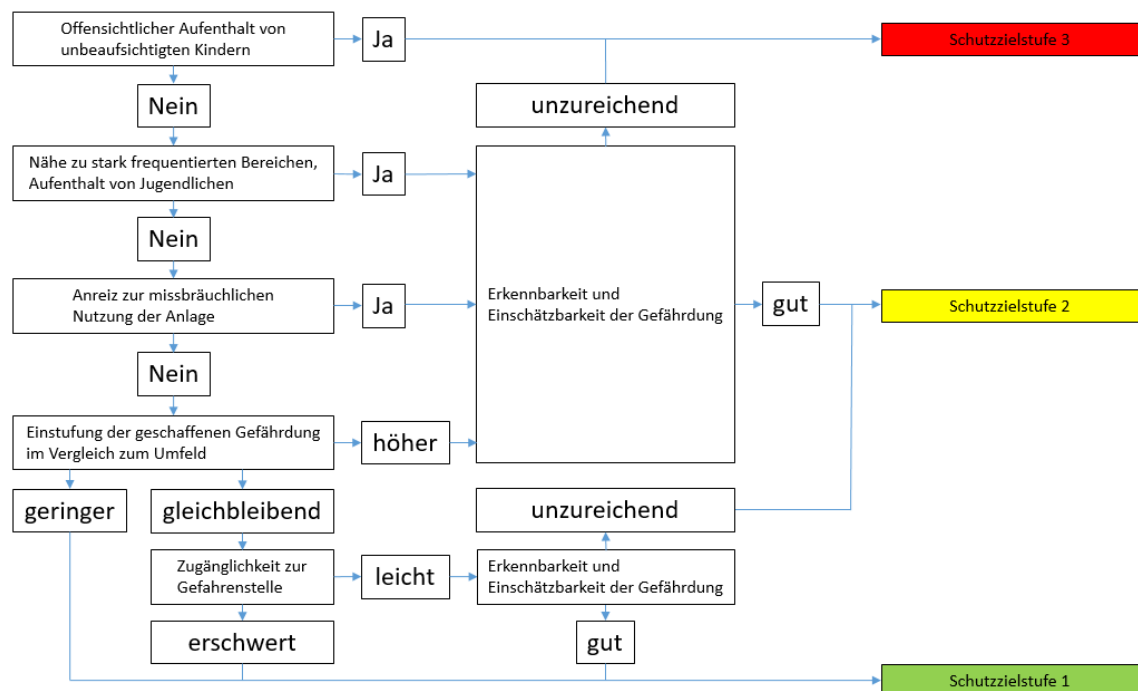 Offensichtlicher Aufenthalt von
unbeaufsichtigten Kindern
Ja
Schutzzielstufe 3
Nein
unzureichend
Nähe zu stark frequentierten Bereichen,
Aufenthalt von Jugendlichen
Ja
Nein
Anreiz zur missbräuchlichen
Nutzung der Anlage
Ja
Erkennbarkeit und
Einschätzbarkeit der Gefährdung
gut
Schutzzielstufe 2
Nein
Einstufung der geschaffenen Gefährdung
im Vergleich zum Umfeld
höher
geringer
gleichbleibend
unzureichend
Zugänglichkeit zur
Gefahrenstelle
leicht
Erkennbarkeit und
Einschätzbarkeit der Gefährdung
erschwert
gut
Schutzzielstufe 1